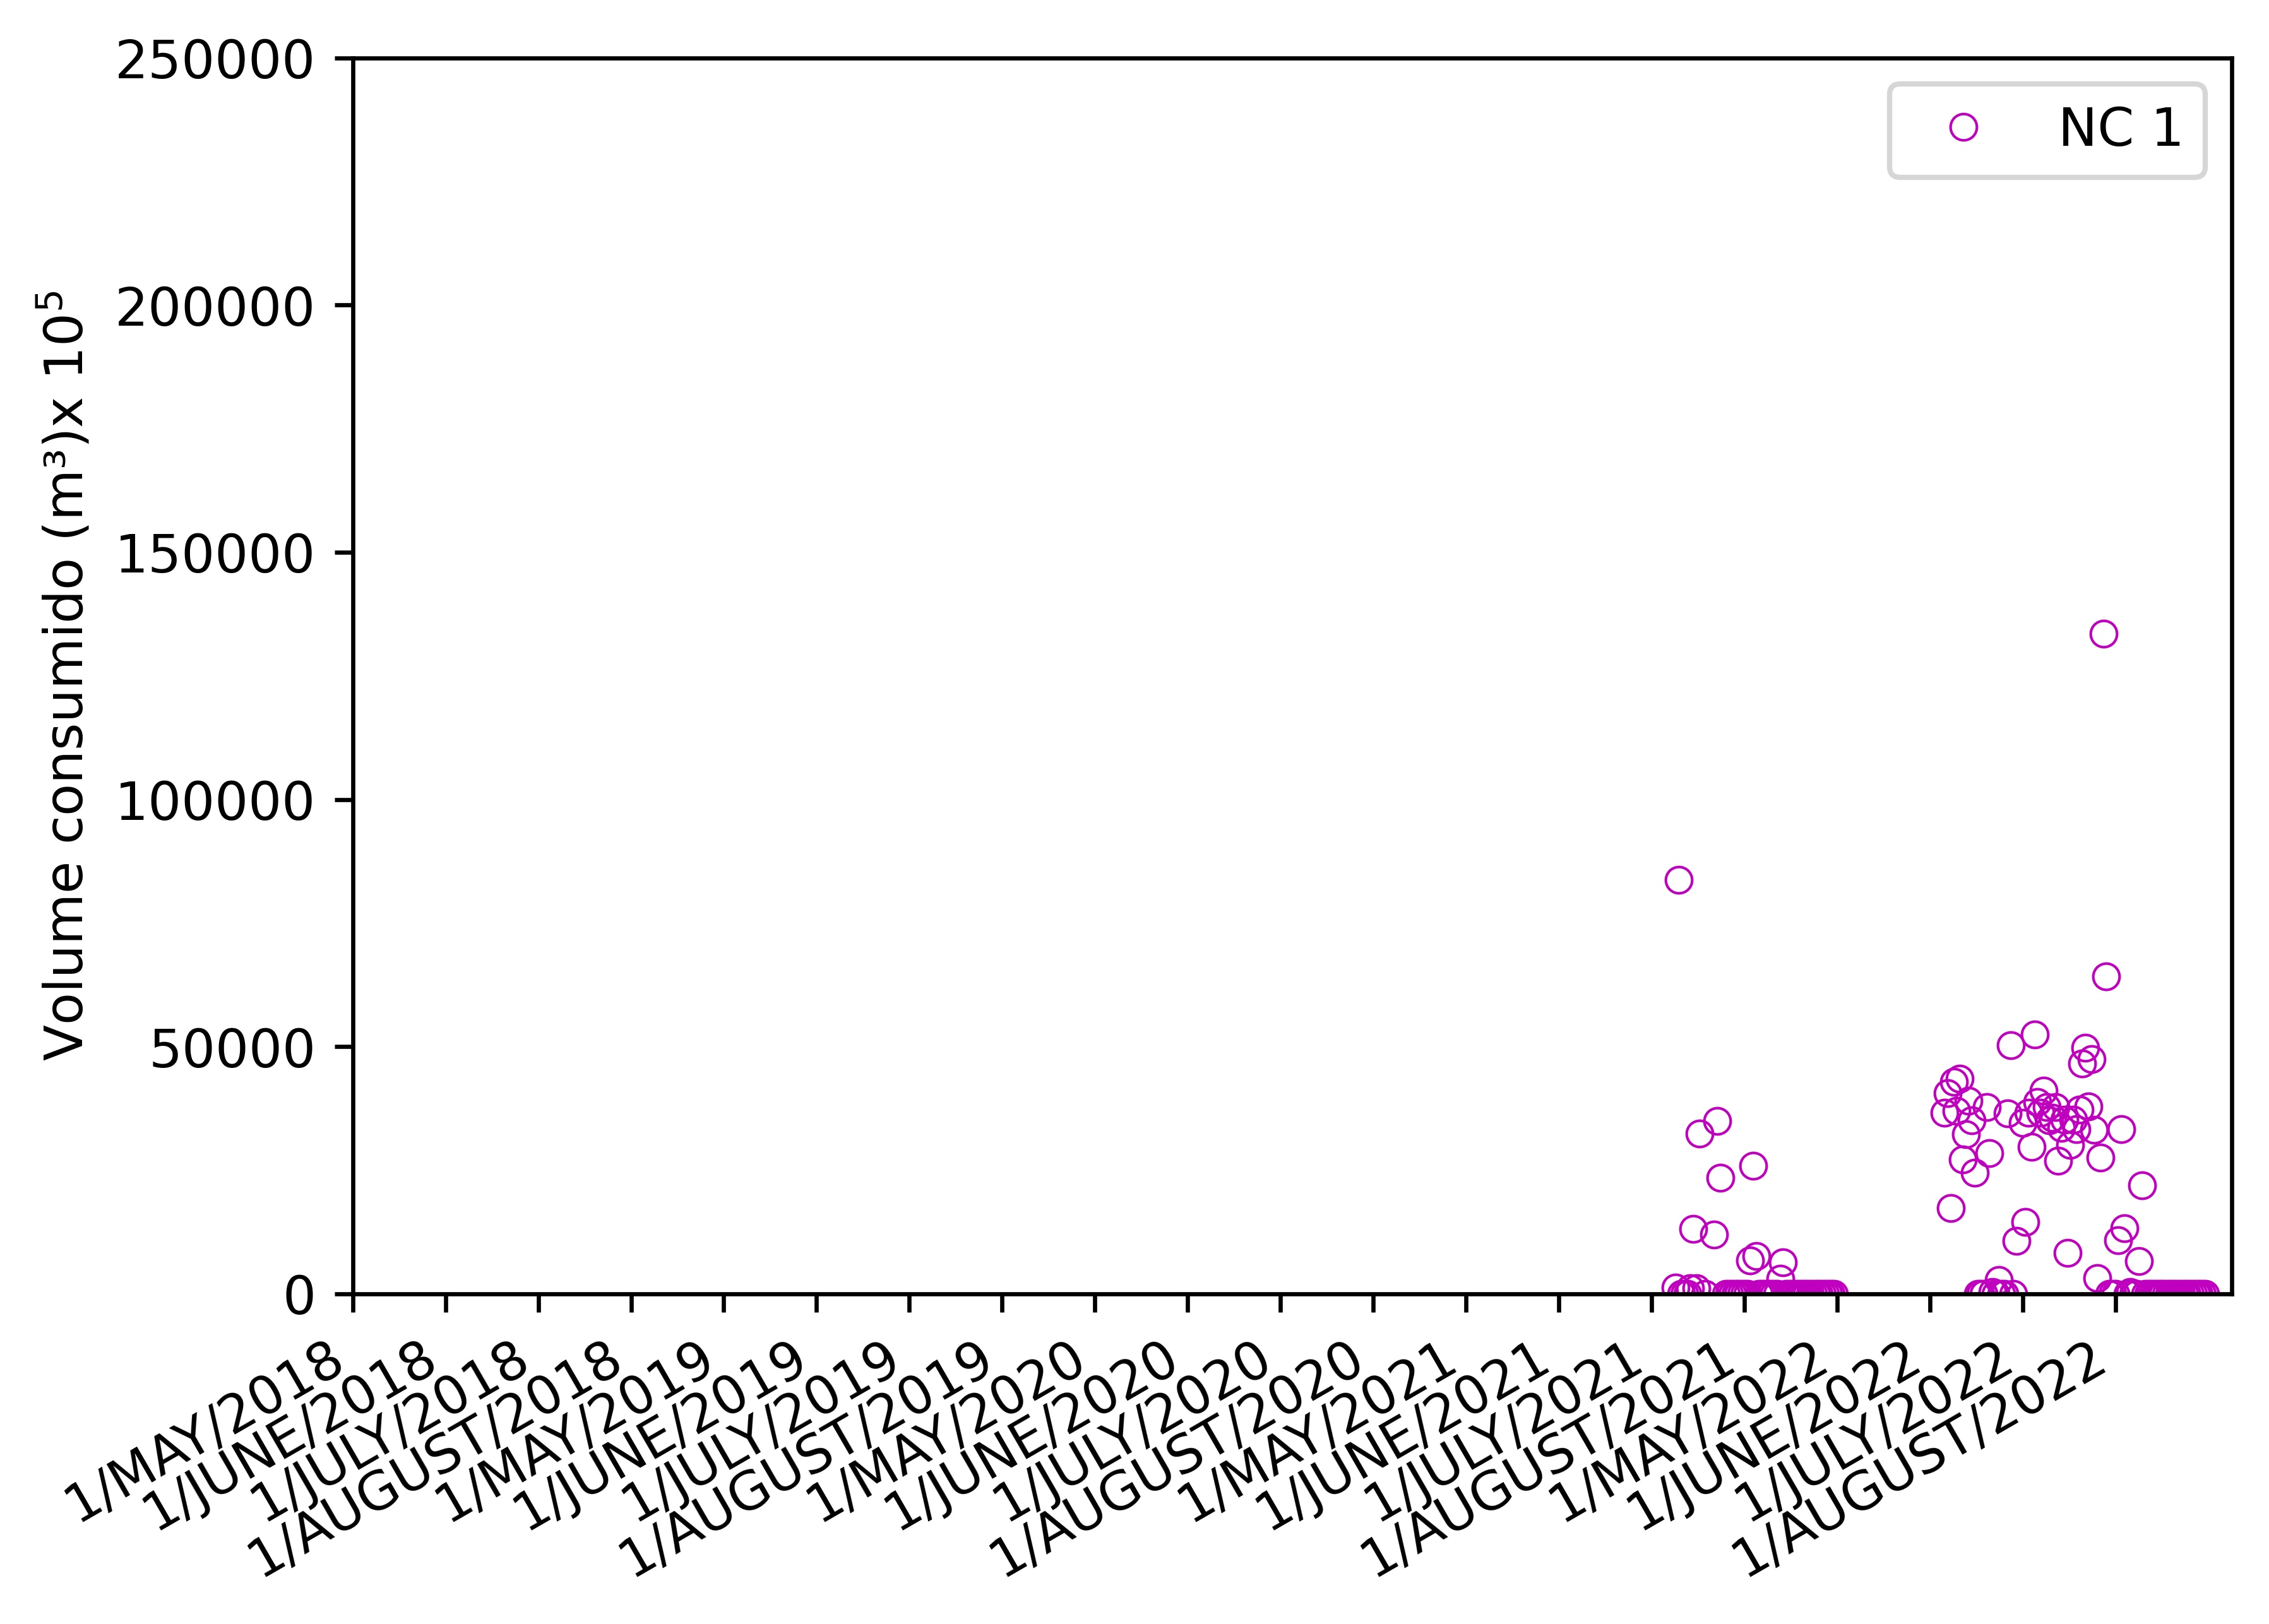 250000
200000
150000
100000
50000
0
Volume consumido (m³)x 10⁵
NC 1
1/MAY/2018
1/JUNE/2018
1/JULY/2018
1/AUGUST/2018
1/MAY/2019
1/JUNE/2019
1/JULY/2019
1/AUGUST/2019
1/MAY/2020
1/JUNE/2020
1/JULY/2020
1/AUGUST/2020
1/MAY/2021
1/JUNE/2021
1/JULY/2021
1/AUGUST/2021
1/MAY/2022
1/JUNE/2022
1/JULY/2022
1/AUGUST/2022